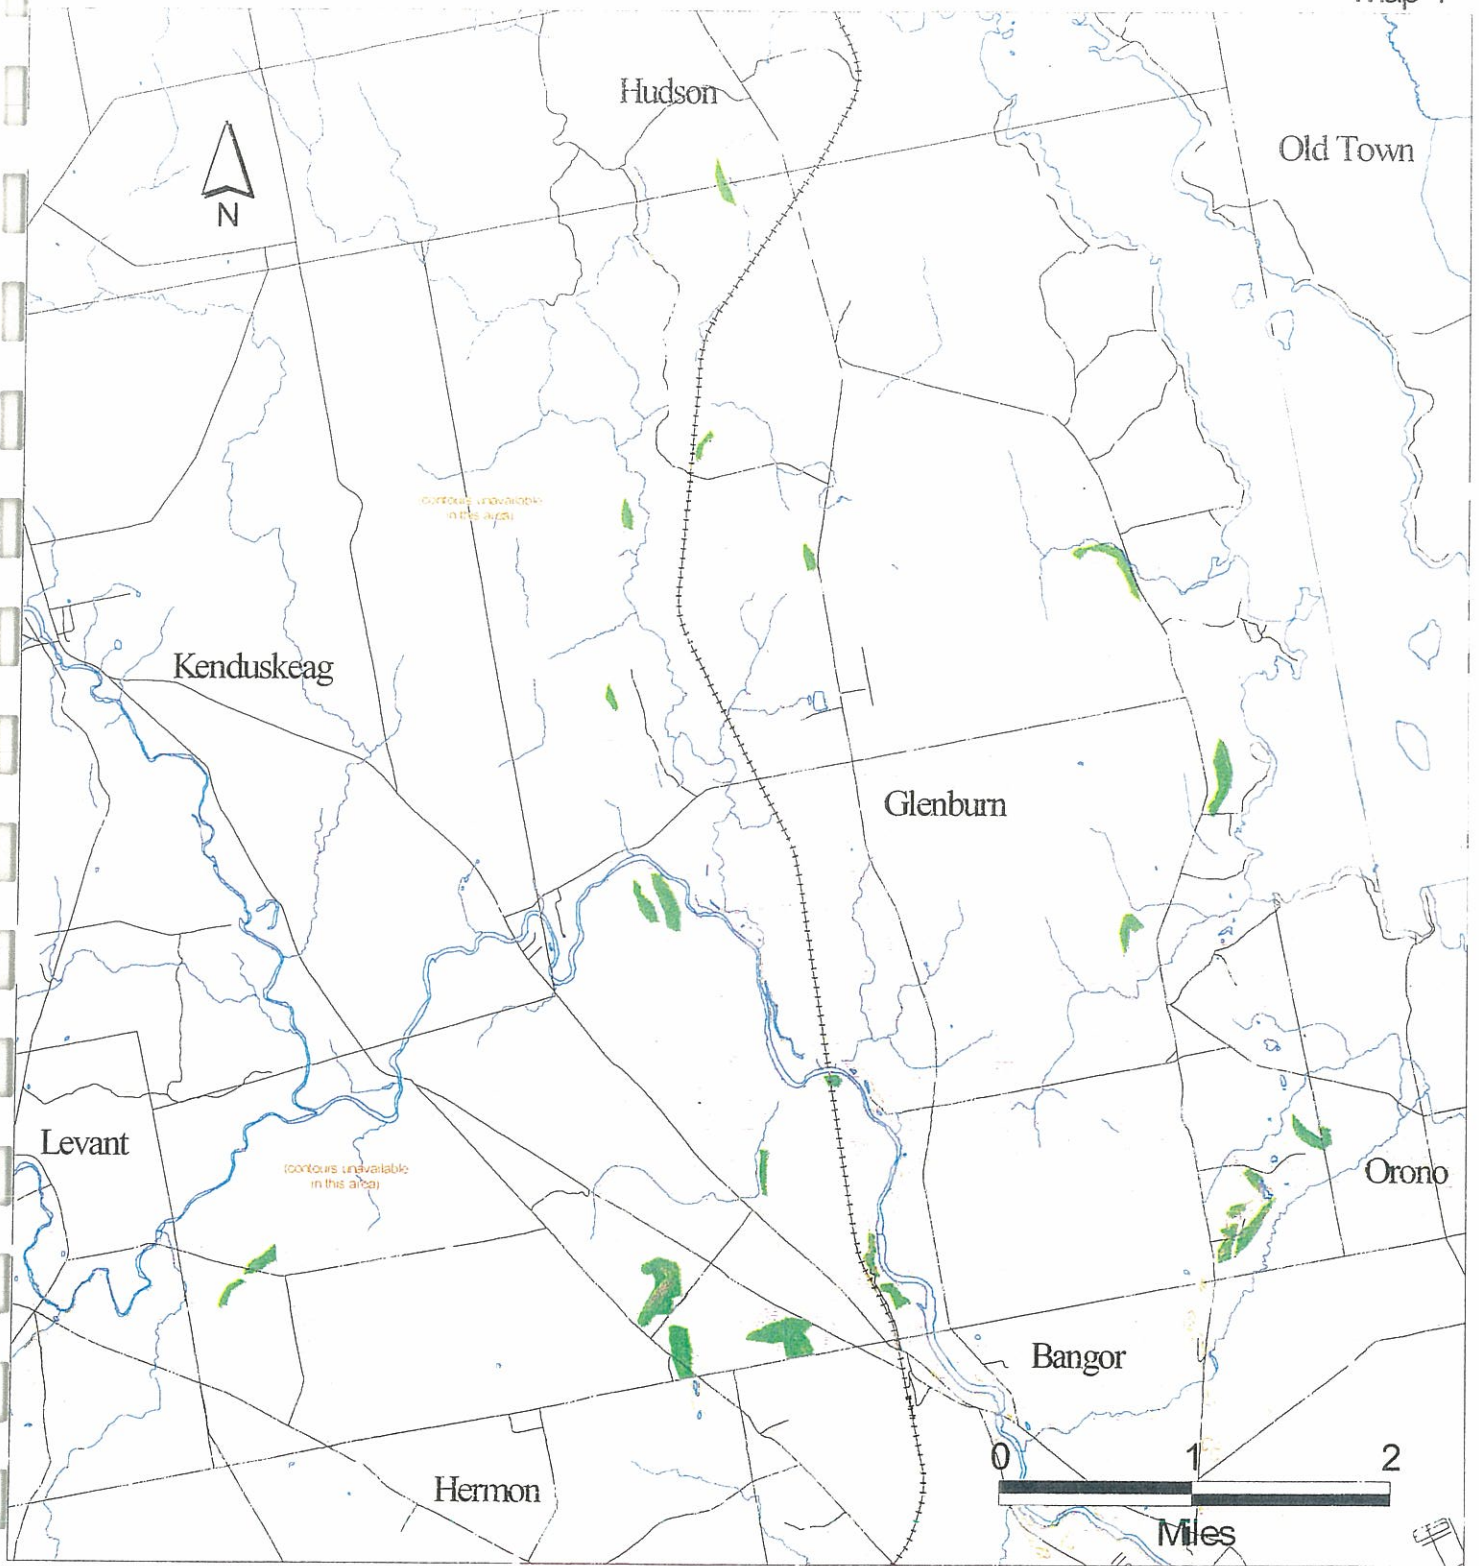 Map
Hudson
Old Town
N
(contours unavailable
in this area)
Kenduskeag
Glenburn
Levant
(contours unavailable
in this area)
Orono
Bangor
Hermon
0 1 2
Miles